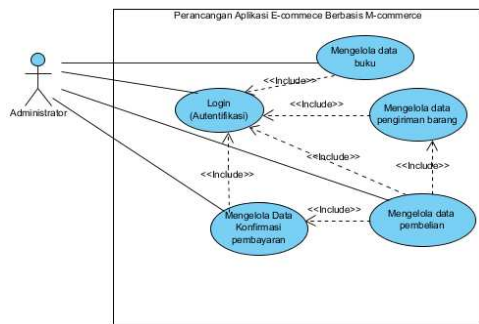 Perancangan Aplikasi E-commece Berbasis M-commerce
Mengelola data
buku
<<Include>>
Login
(Autentifikasi)
<<Include>>
Mengelola data
pengiriman barang
Administrator
<<Include>>
<<Include>>
<<Include>>
Mengelola Data
Konfirmasi
pembayaran
<<Include>>
Mengelola data
pembelian